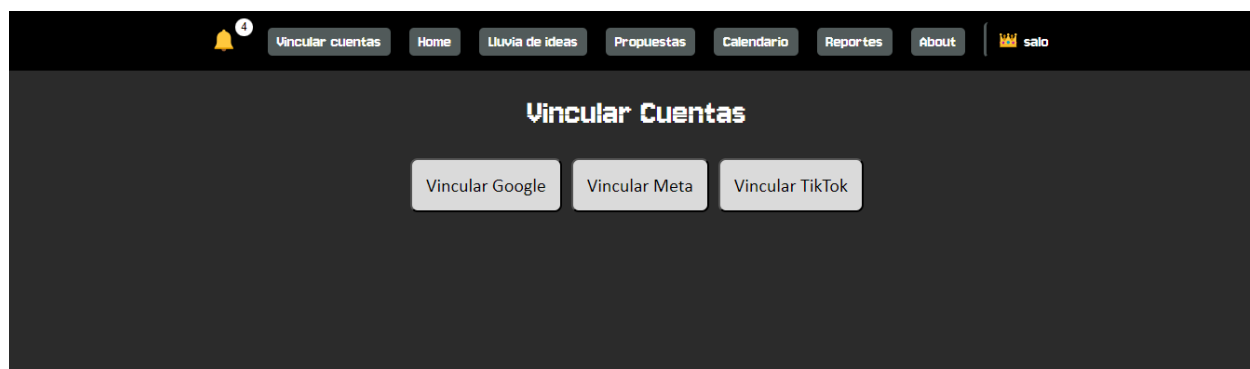 4
Vincular cuentas Home Lluvia de ideas Propuestas Calendario Reportes About salo
Vincular Cuentas
Vincular Google Vincular Meta Vincular TikTok